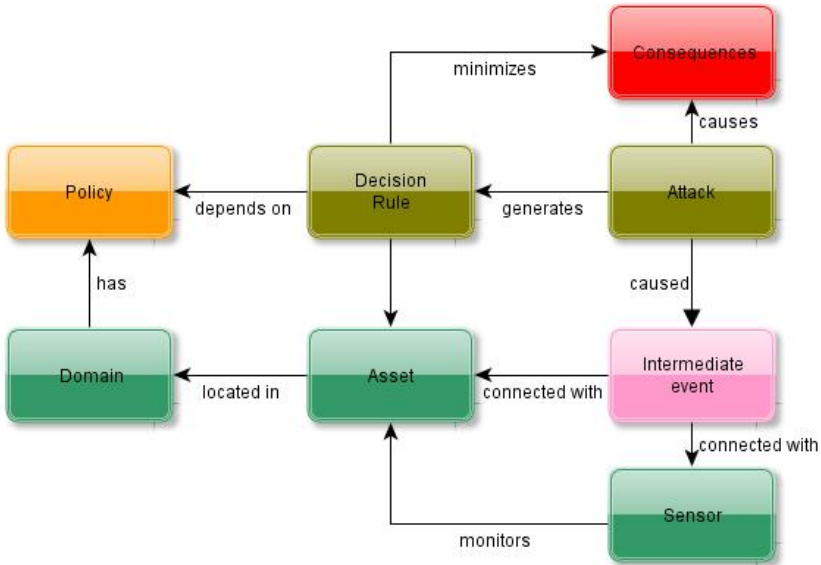 Consequences
minimizes
causes
Policy
Decision
Rule
Attack
depends on
generates
has
caused
Domain
Asset
Intermediate
event
located in
connected with
connected with
Sensor
monitors